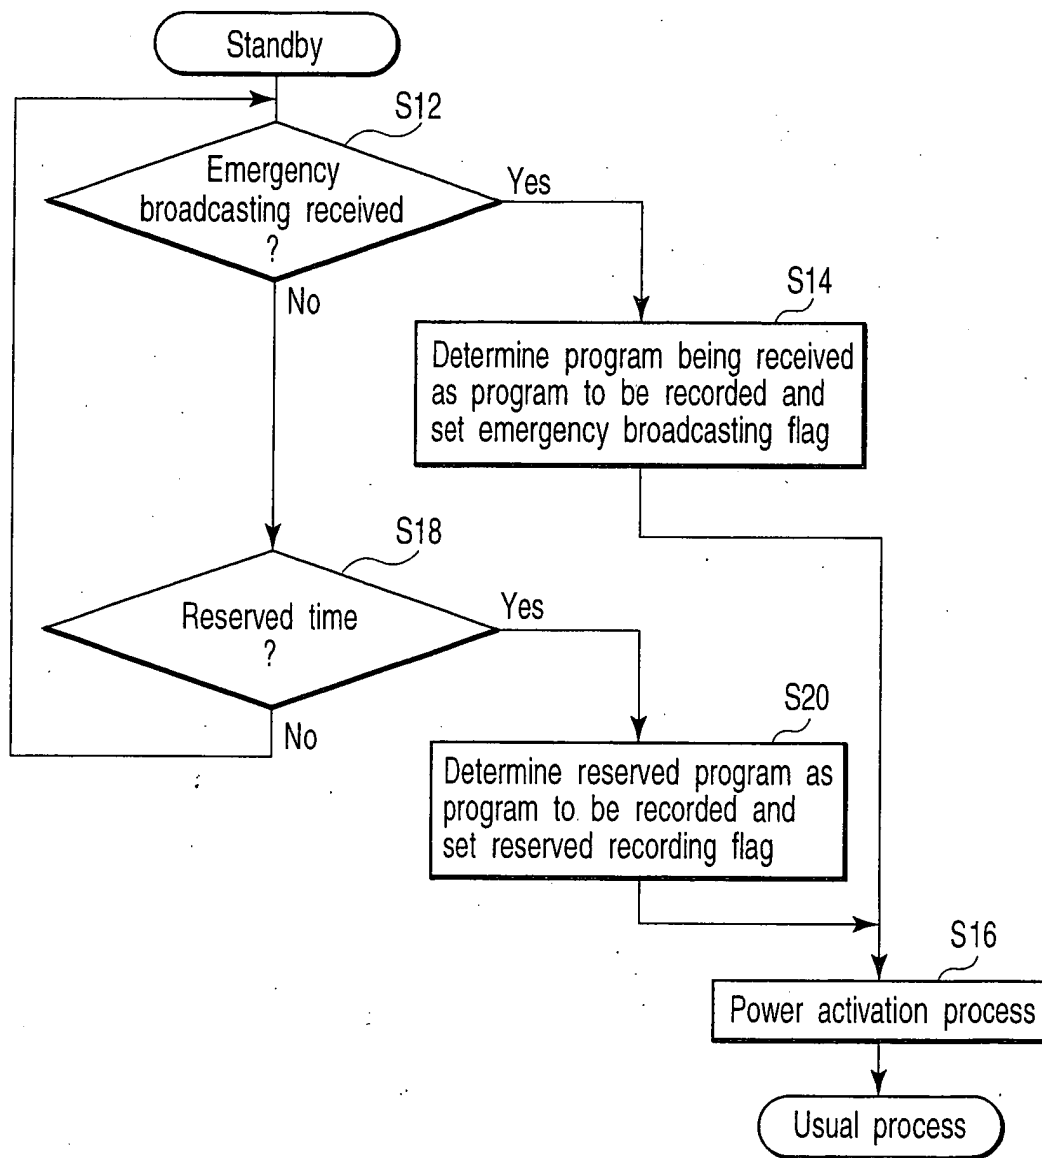 Standby
S12
Emergency
broadcasting received
?
Yes
No
S14
Determine program being received
as program to be recorded and
set emergency broadcasting flag
S18
Reserved time
?
Yes
No
S20
Determine reserved program as
program to be recorded and
set reserved recording flag
S16
Power activation process
Usual process